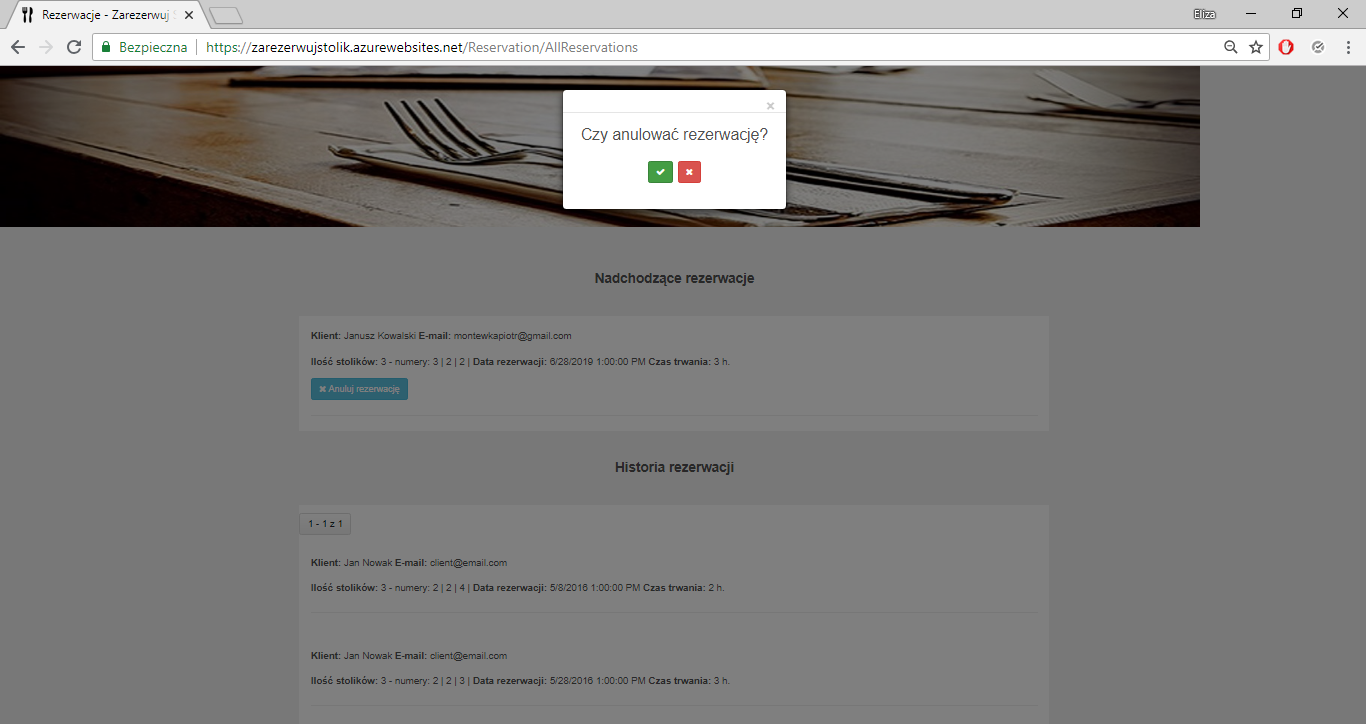 Rezerwacje - Zarezerwuj
Eliza
Bezpieczna https://zarezerwujstolik.azurewebsites.net/Reservation/AllReservations
Czy anulować rezerwację?
Nadchodzące rezerwacje
Klient: Janusz Kowalski E-mail: montewkapiotr@gmail.com
Ilość stolików: 3 - numery: 3 | 2 | 2 | Data rezerwacji: 6/28/2019 1:00:00 PM Czas trwania: 3 h.
Anuluj rezerwację
Historia rezerwacji
1 - 1 z 1
Klient: Jan Nowak E-mail: client@email.com
Ilość stolików: 3 - numery: 2 | 2 | 4 | Data rezerwacji: 5/8/2016 1:00:00 PM Czas trwania: 2 h.
Klient: Jan Nowak E-mail: client@email.com
Ilość stolików: 3 - numery: 2 | 2 | 3 | Data rezerwacji: 5/28/2016 1:00:00 PM Czas trwania: 3 h.